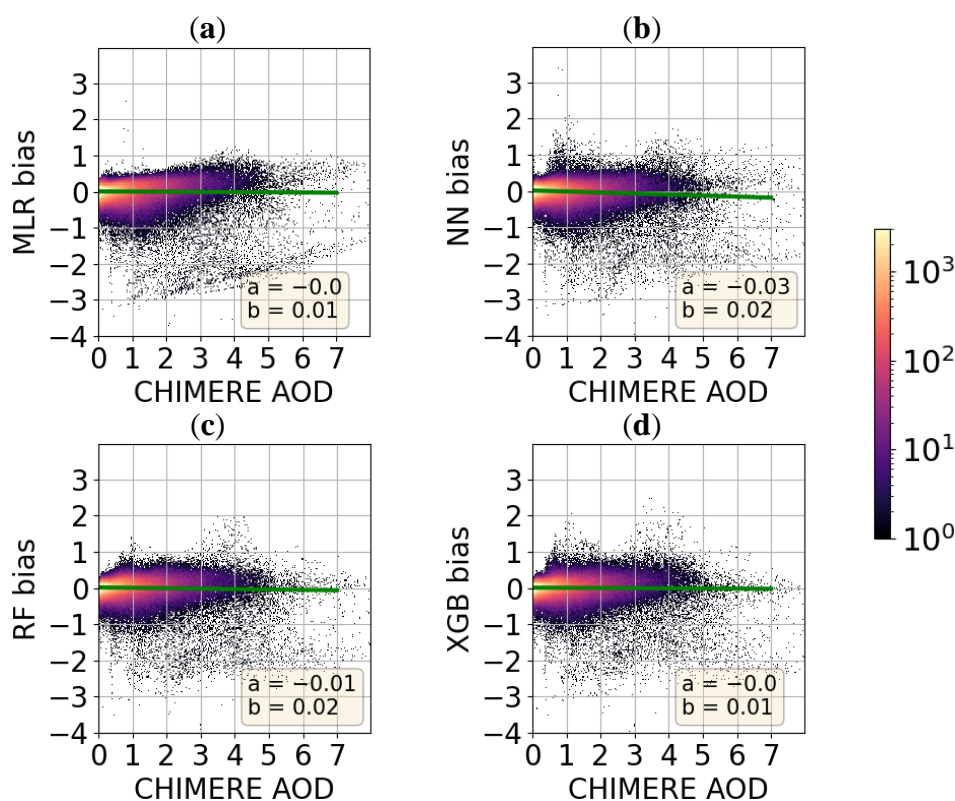 (a)
(b)
MLR bias
3
2
1
0
−1
−2
−3
−4
a = −0.0
b = 0.01
0 1 2 3 4 5 6 7
CHIMERE AOD
NN bias
3
2
1
0
−1
−2
−3
−4
a = −0.03
b = 0.02
0 1 2 3 4 5 6 7
CHIMERE AOD
(c)
(d)
RF bias
3
2
1
0
−1
−2
−3
−4
a = −0.01
b = 0.02
0 1 2 3 4 5 6 7
CHIMERE AOD
XGB bias
3
2
1
0
−1
−2
−3
−4
a = −0.0
b = 0.01
0 1 2 3 4 5 6 7
CHIMERE AOD
10³
10²
10¹
10⁰